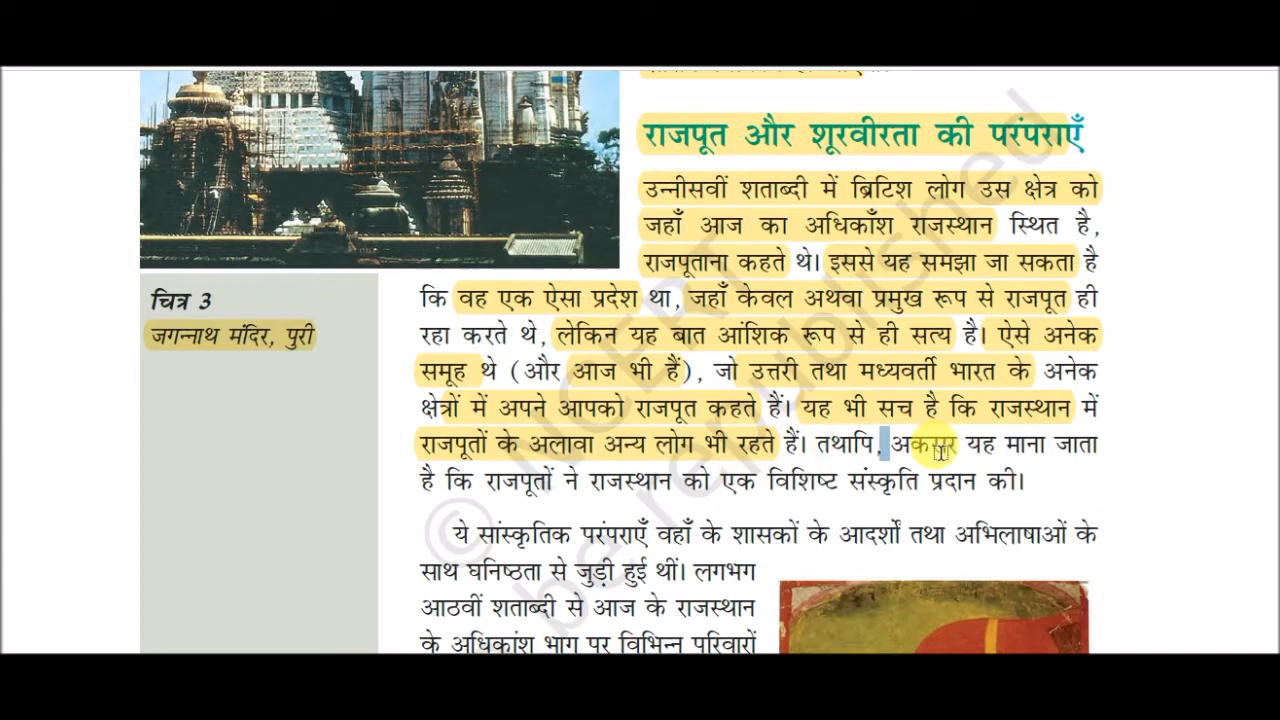 राजपूत और शूरवीरता की परंपराएँ
उन्नीसवीं शताब्दी में ब्रिटिश लोग उस क्षेत्र को
जहाँ आज का अधिकाँश राजस्थान स्थित है,
राजपूताना कहते थे। इससे यह समझा जा सकता है
कि वह एक ऐसा प्रदेश था, जहाँ केवल अथवा प्रमुख रूप से राजपूत ही
रहा करते थे, लेकिन यह बात आंशिक रूप से ही सत्य है। ऐसे अनेक
समूह थे (और आज भी हैं), जो उत्तरी तथा मध्यवर्ती भारत के अनेक
क्षेत्रों में अपने आपको राजपूत कहते हैं। यह भी सच है कि राजस्थान में
राजपूतों के अलावा अन्य लोग भी रहते हैं। तथापि, अकसर यह माना जाता
है कि राजपूतों ने राजस्थान को एक विशिष्ट संस्कृति प्रदान की।
चित्र 3
जगन्नाथ मंदिर, पुरी
ये सांस्कृतिक परंपराएँ वहाँ के शासकों के आदर्शों तथा अभिलाषाओं के
साथ घनिष्ठता से जुड़ी हुई थीं। लगभग
आठवीं शताब्दी से आज के राजस्थान
के अधिकांश भाग पर विभिन्न परिवारों
© NCERT
be republished